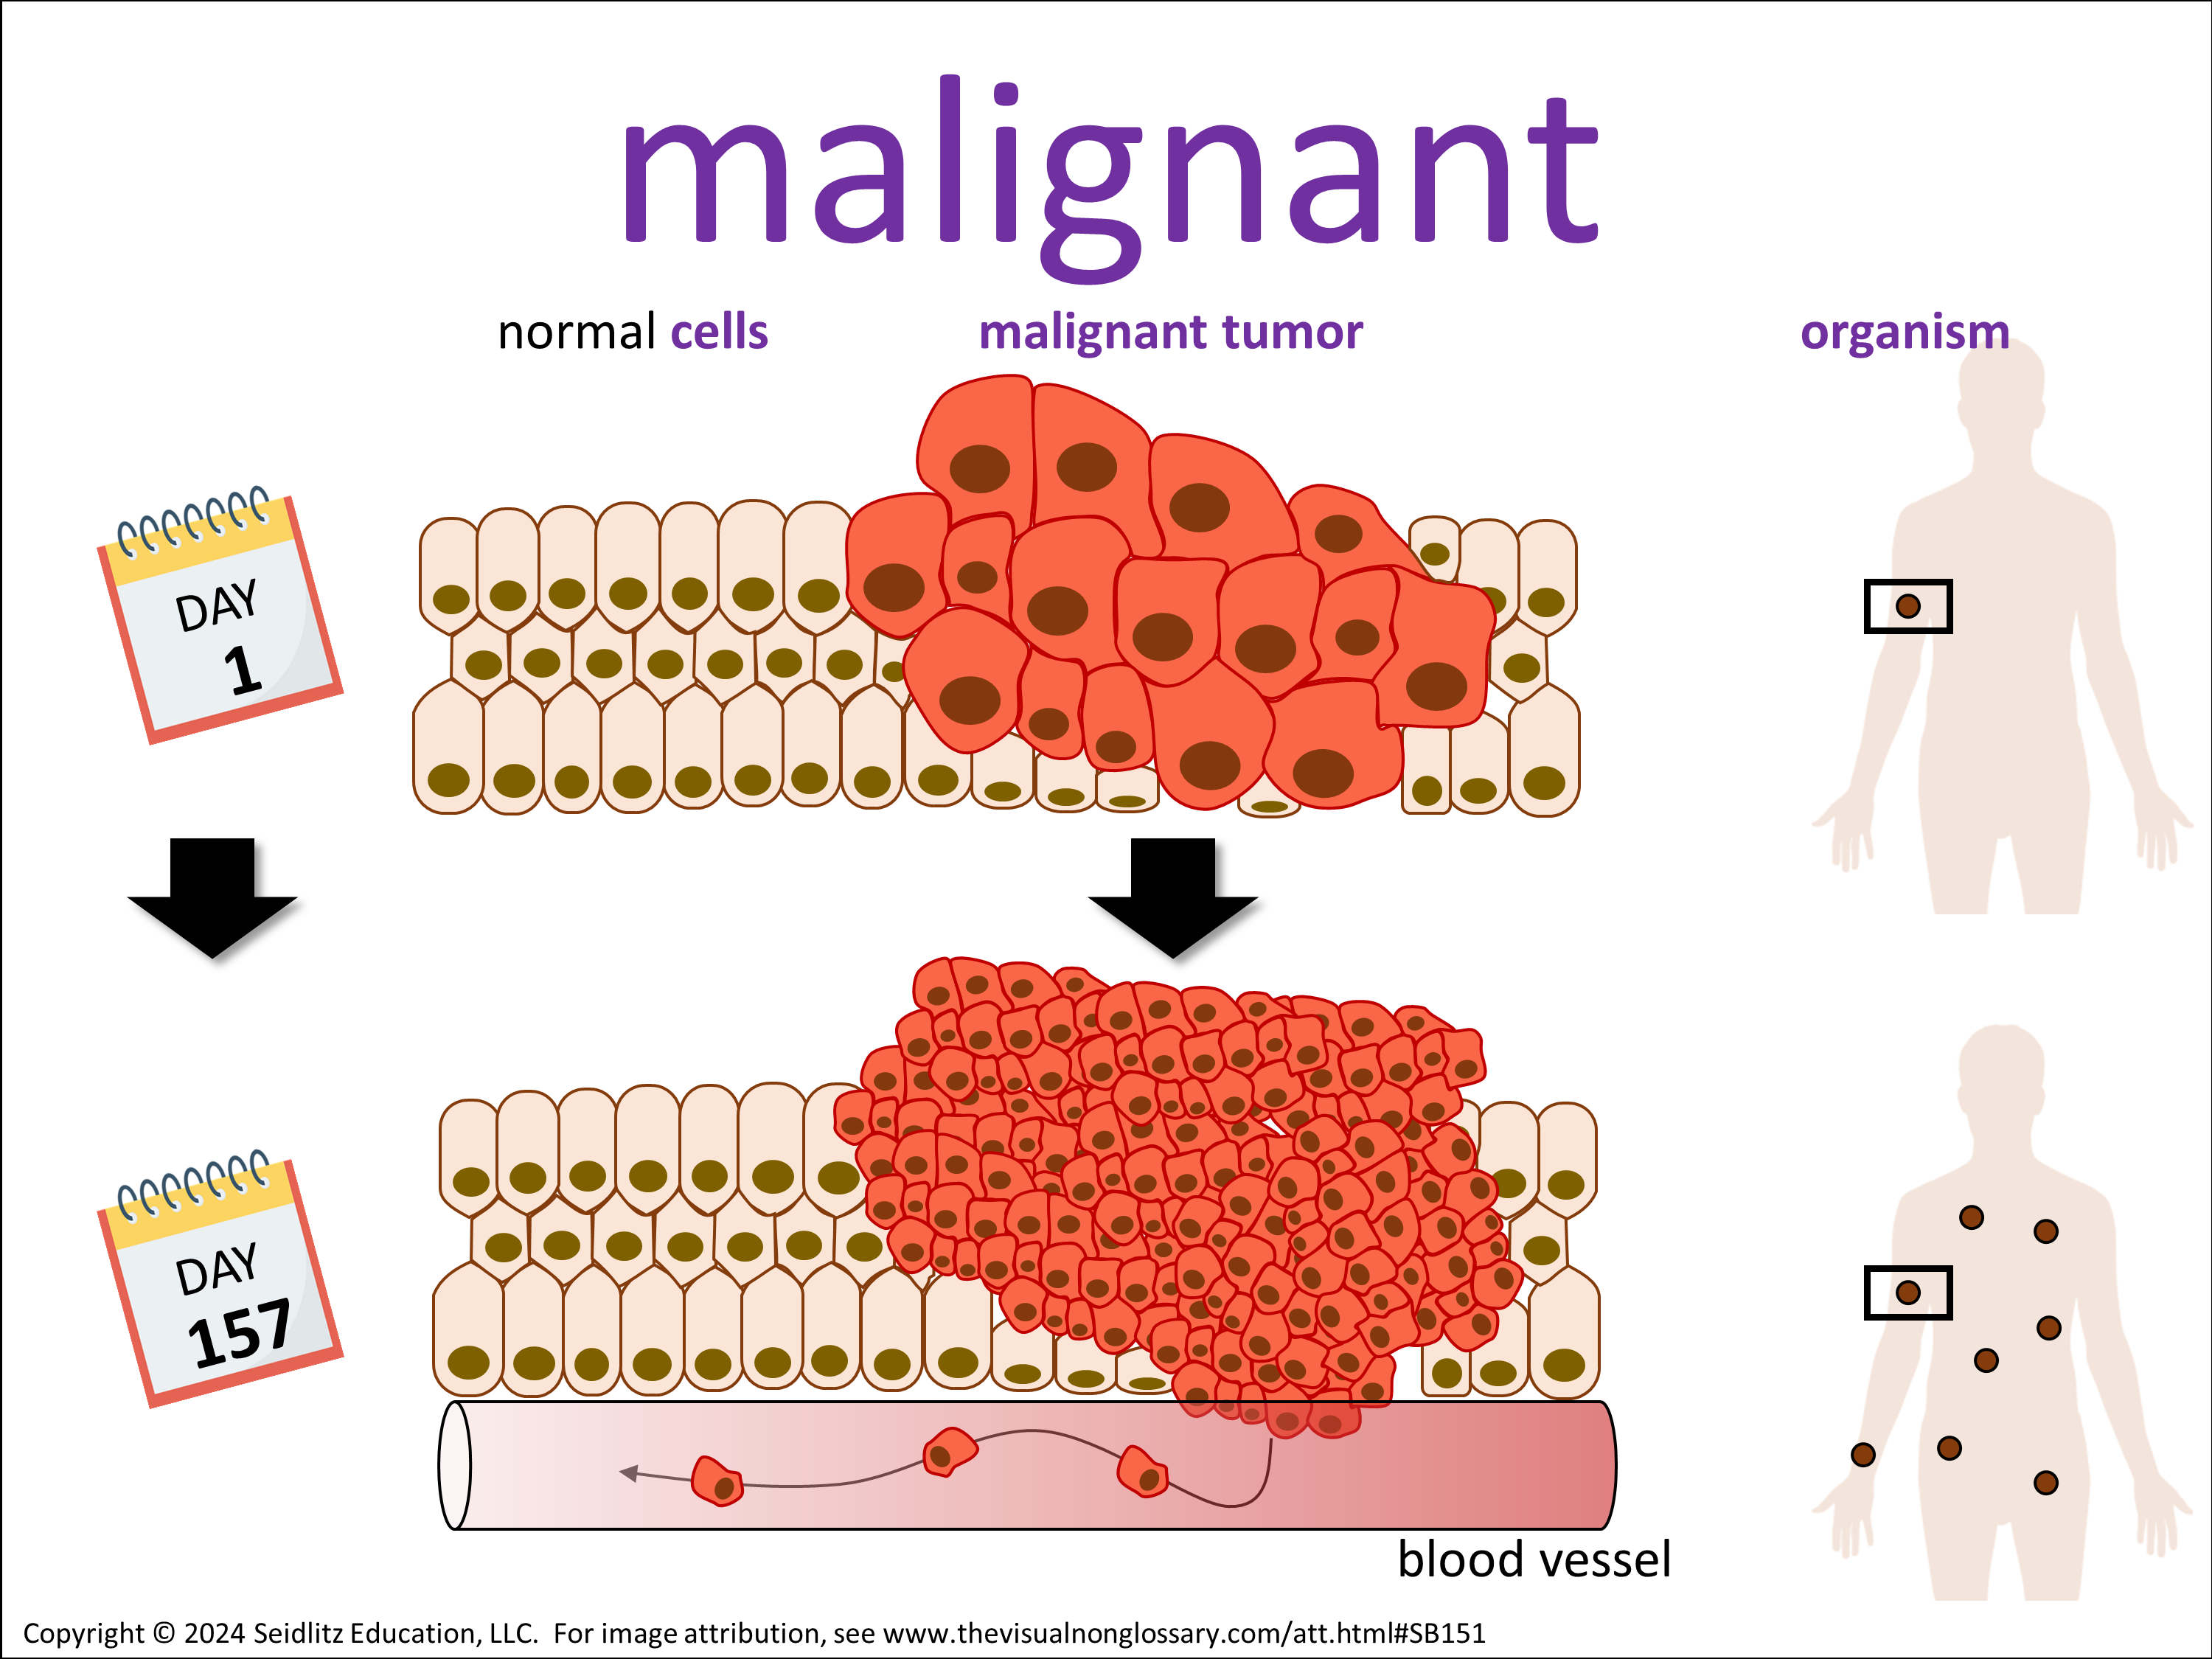 malignant
normal cells
malignant tumor
organism
DAY
1
DAY
157
blood vessel
Copyright © 2024 Seidlitz Education, LLC.  For image attribution, see www.thevisualnonglossary.com/att.html#SB151